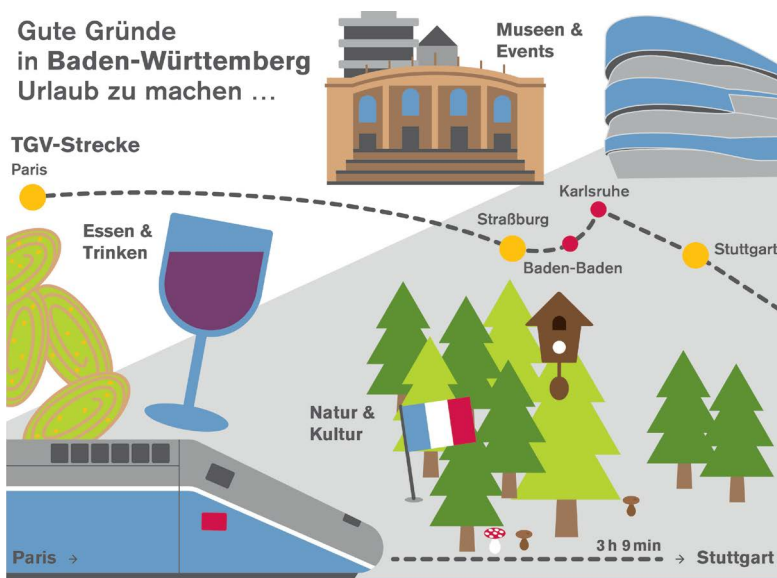 Gute Gründe
in Baden-Württemberg
Urlaub zu machen ...
Museen &
Events
TGV-Strecke
Paris
Essen &
Trinken
Straßburg
Karlsruhe
Baden-Baden
Stuttgart
Natur &
Kultur
Paris →
3 h 9 min
→ Stuttgart